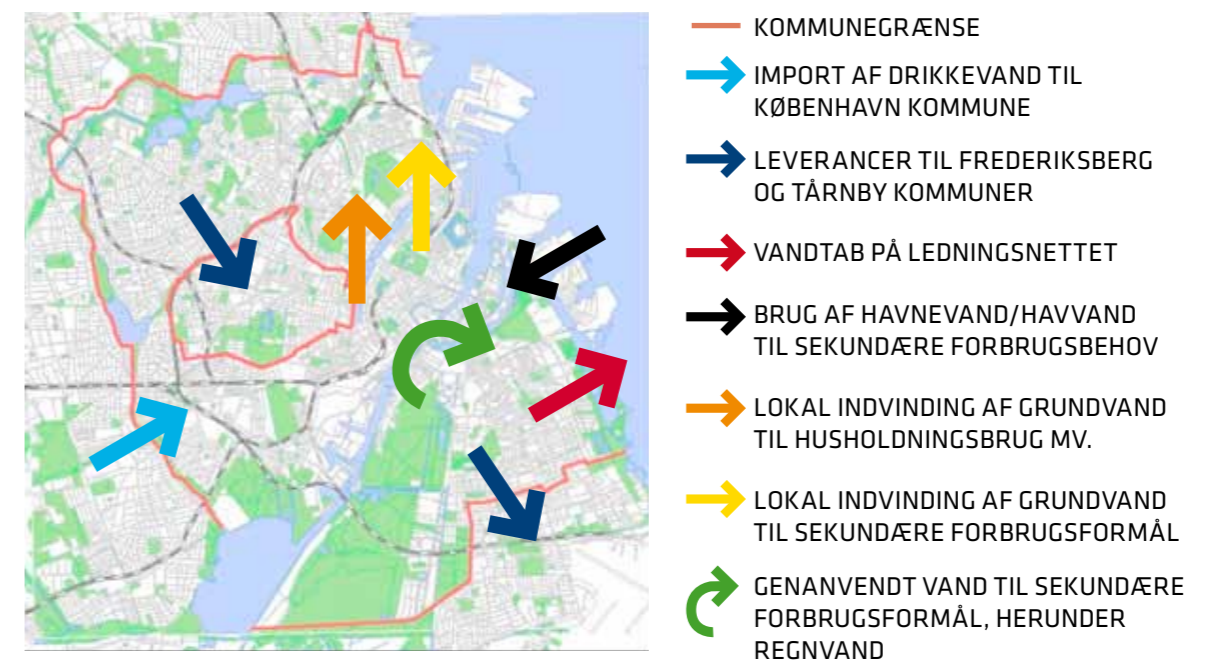 KOMMUNEGRÆNSE
IMPORT AF DRIKKEVAND TIL
KØBENHAVN KOMMUNE
LEVERANCER TIL FREDERIKSBERG
OG TÅRNBY KOMMUNER
VANDTAB PÅ LEDNINGSNETTET
BRUG AF HAVNEVAND/HAVVAND
TIL SEKUNDÆRE FORBRUGSBEHOV
LOKAL INDVINDING AF GRUNDVAND
TIL HUSHOLDNINGSBRUG MV.
LOKAL INDVINDING AF GRUNDVAND
TIL SEKUNDÆRE FORBRUGSFORMÅL
GENANVENDT VAND TIL SEKUNDÆRE
FORBRUGSFORMÅL, HERUNDER
REGNVAND